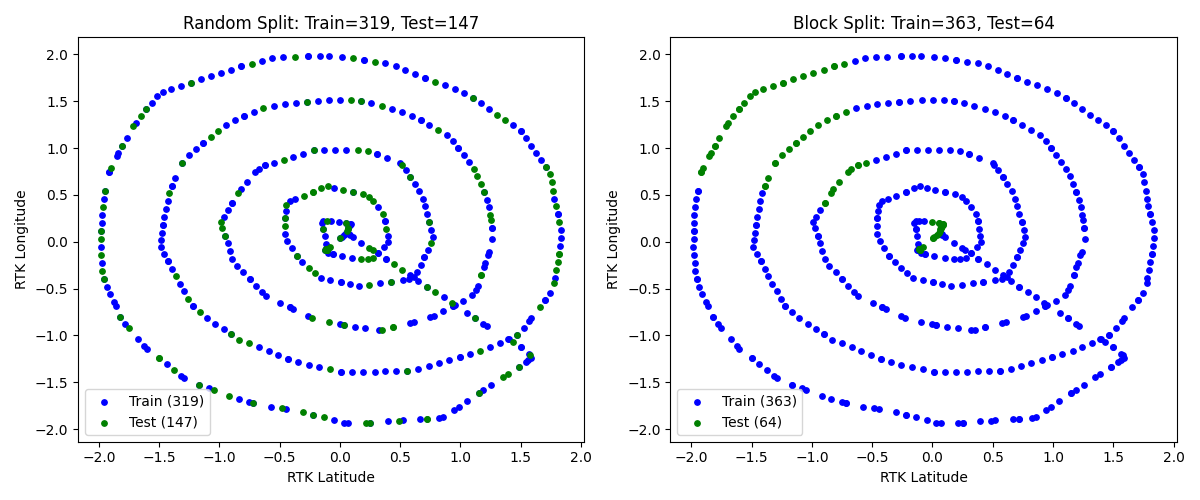 Random Split: Train=319, Test=147
2.0
1.5
1.0
0.5
0.0
−0.5
−1.0
−1.5
−2.0
RTK Longitude
Train (319)
Test (147)
−2.0 −1.5 −1.0 −0.5 0.0 0.5 1.0 1.5 2.0
RTK Latitude
Block Split: Train=363, Test=64
2.0
1.5
1.0
0.5
0.0
−0.5
−1.0
−1.5
−2.0
RTK Longitude
Train (363)
Test (64)
−2.0 −1.5 −1.0 −0.5 0.0 0.5 1.0 1.5 2.0
RTK Latitude